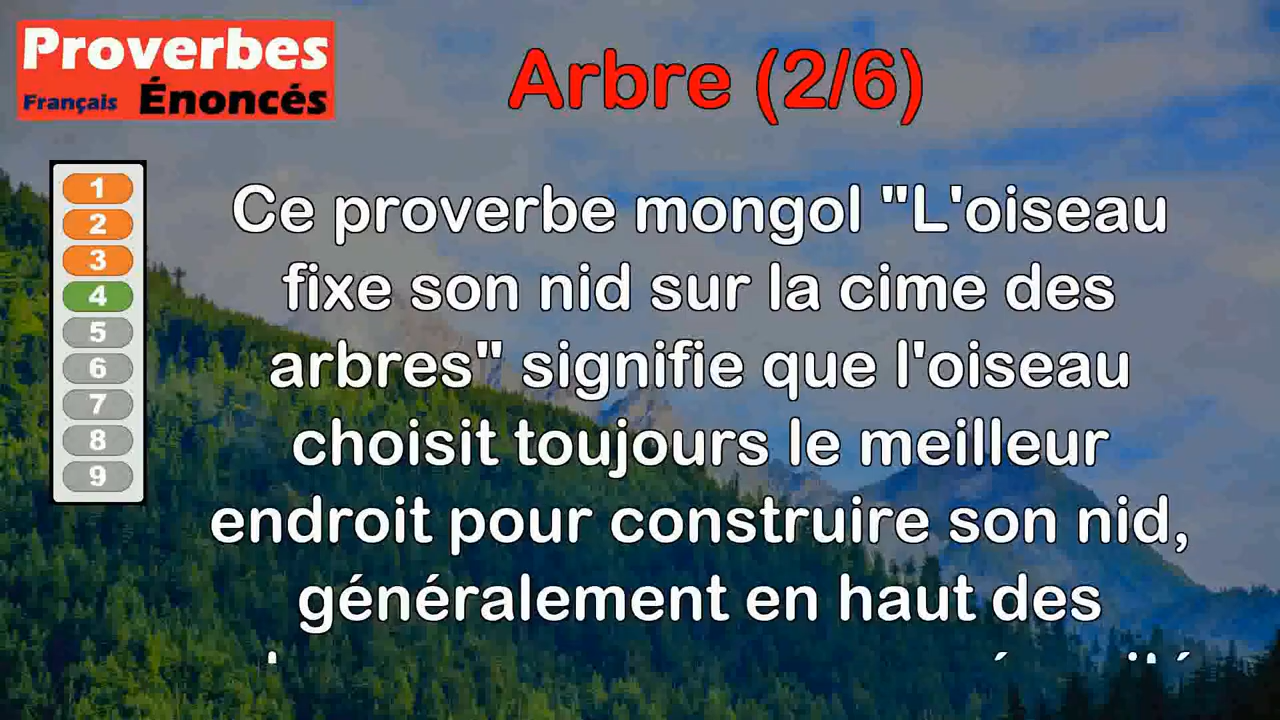 Proverbes
Français Énoncés
Arbre (2/6)
1
2
3
4
5
6
7
8
9
Ce proverbe mongol "L'oiseau
fixe son nid sur la cime des
arbres" signifie que l'oiseau
choisit toujours le meilleur
endroit pour construire son nid,
généralement en haut des